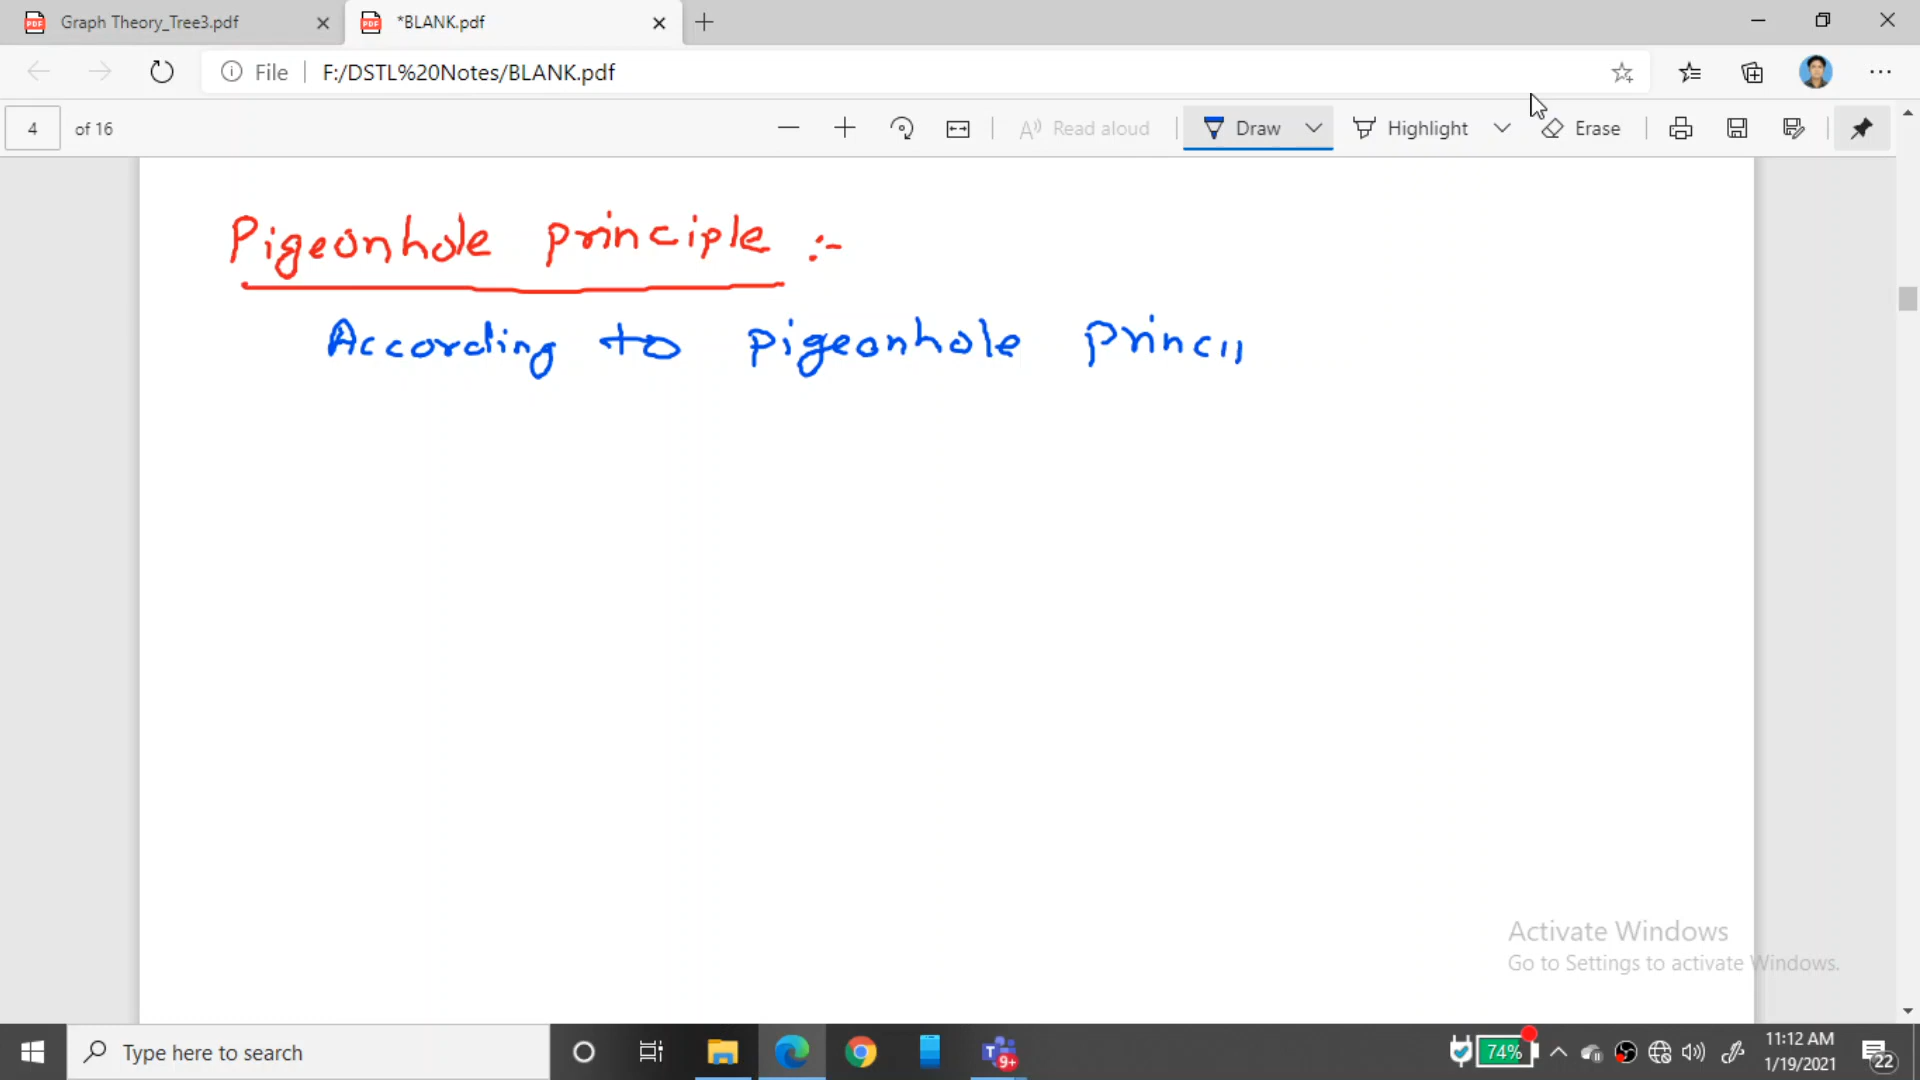 Graph Theory_Tree3.pdf
*BLANK.pdf
File F:/DSTL%20Notes/BLANK.pdf
4 of 16
Read aloud
Draw
Highlight
Erase
Pigeonhole principle :-
According to pigeonhole princ
Activate Windows
Go to Settings to activate Windows.
Type here to search
9+
74%
11:12 AM
1/19/2021
22